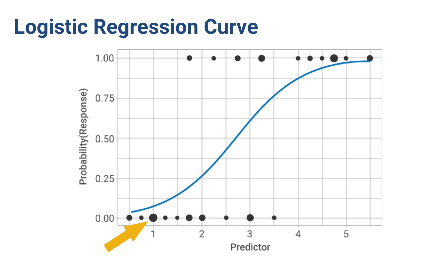 Logistic Regression Curve
Probability(Response)
1.00
0.75
0.50
0.25
0.00
1 2 3 4 5
Predictor